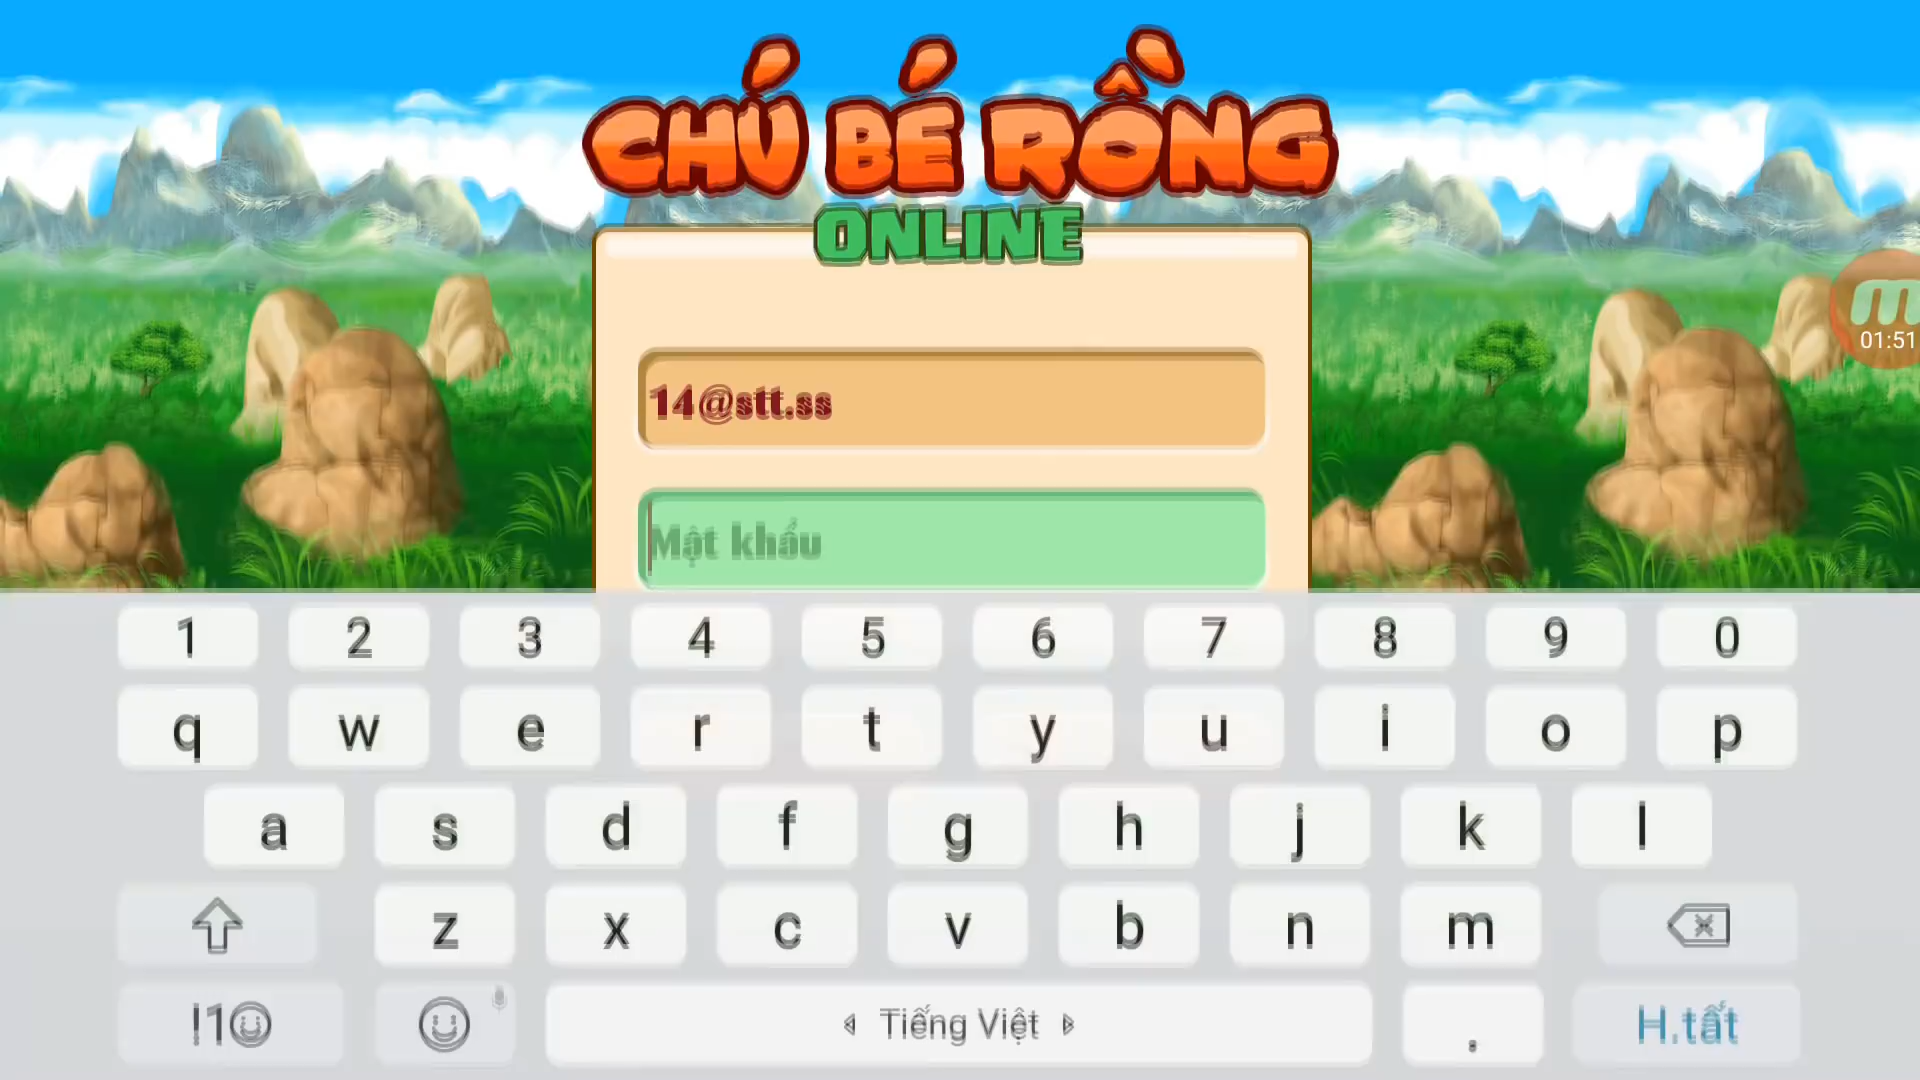 CHÚ BÉ RỒNG
ONLINE
m
01:51
14@stt.ss
Mật khẩu
1 2 3 4 5 6 7 8 9 0
q w e r t y u i o p
a s d f g h j k l
z x c v b n m
!1☺ Tiếng Việt . H.tất